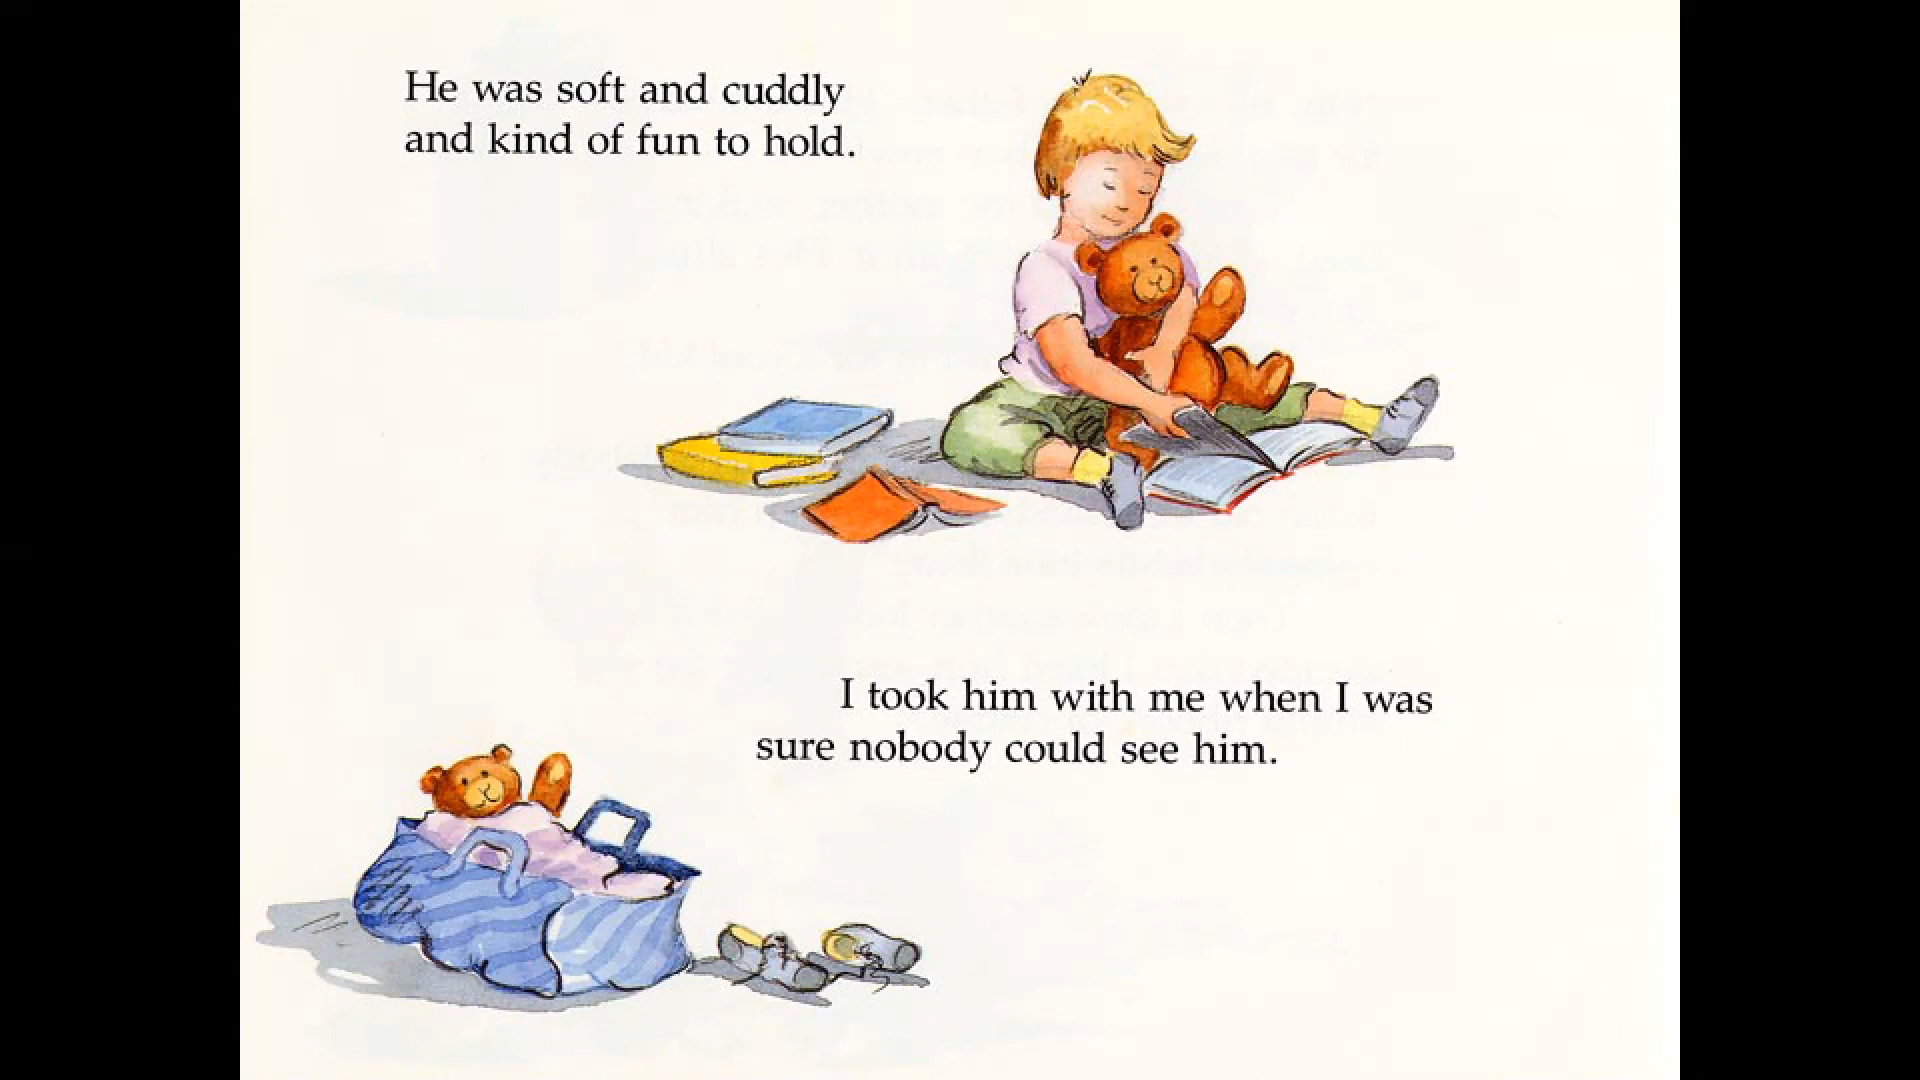 He was soft and cuddly
and kind of fun to hold.
I took him with me when I was
sure nobody could see him.